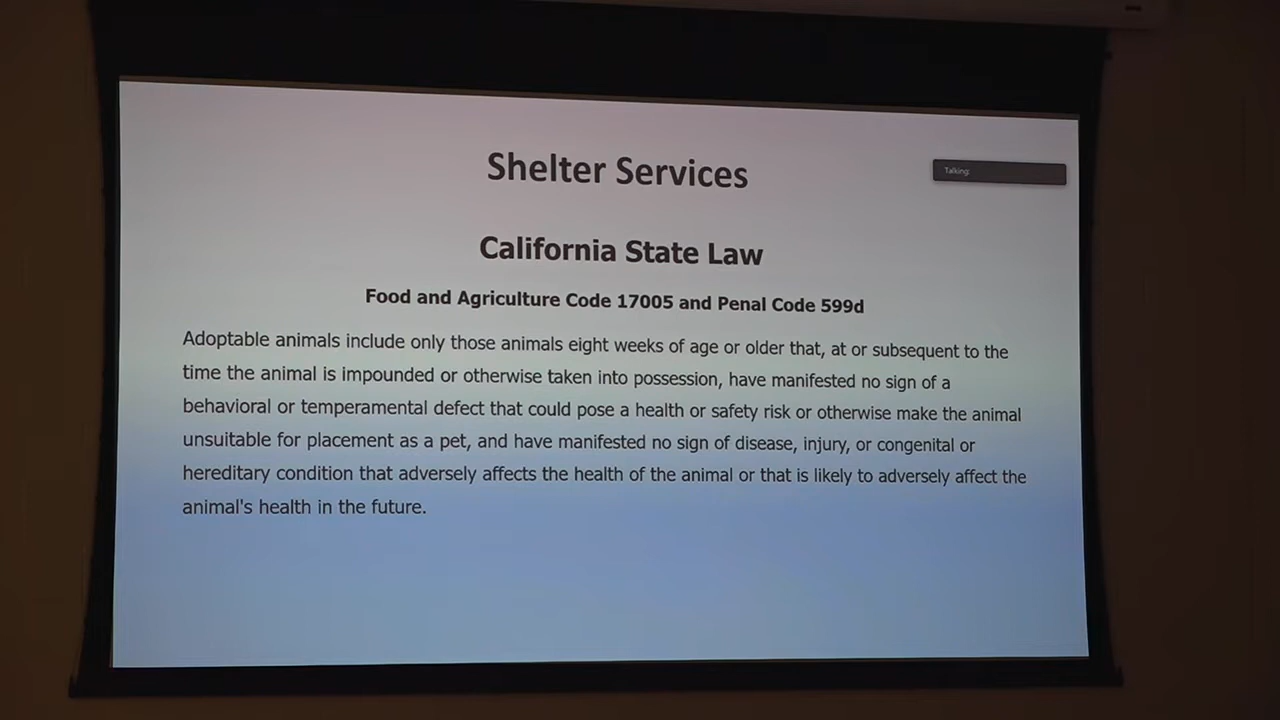 Shelter Services
Talking:
California State Law
Food and Agriculture Code 17005 and Penal Code 599d
Adoptable animals include only those animals eight weeks of age or older that, at or subsequent to the
time the animal is impounded or otherwise taken into possession, have manifested no sign of a
behavioral or temperamental defect that could pose a health or safety risk or otherwise make the animal
unsuitable for placement as a pet, and have manifested no sign of disease, injury, or congenital or
hereditary condition that adversely affects the health of the animal or that is likely to adversely affect the
animal's health in the future.